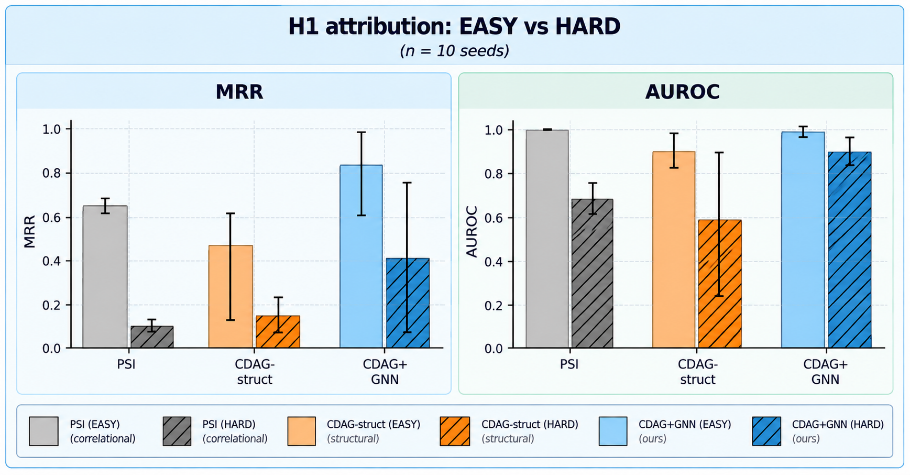 H1 attribution: EASY vs HARD
(n = 10 seeds)
MRR
1.0
0.8
0.6
0.4
0.2
0.0
MRR
PSI
CDAG-
struct
CDAG+
GNN
AUROC
1.0
0.8
0.6
0.4
0.2
0.0
AUROC
PSI
CDAG-
struct
CDAG+
GNN
PSI (EASY)
(correlational)
PSI (HARD)
(correlational)
CDAG-struct (EASY)
(structural)
CDAG-struct (HARD)
(structural)
CDAG+GNN (EASY)
(ours)
CDAG+GNN (HARD)
(ours)